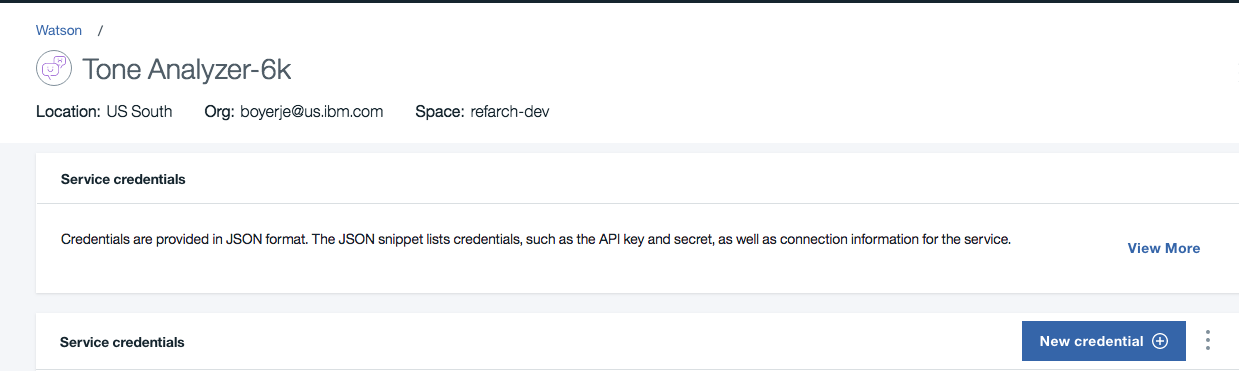 Watson /
Tone Analyzer-6k
Location: US South Org: boyerje@us.ibm.com Space: refarch-dev
Service credentials
Credentials are provided in JSON format. The JSON snippet lists credentials, such as the API key and secret, as well as connection information for the service.
View More
Service credentials
New credential